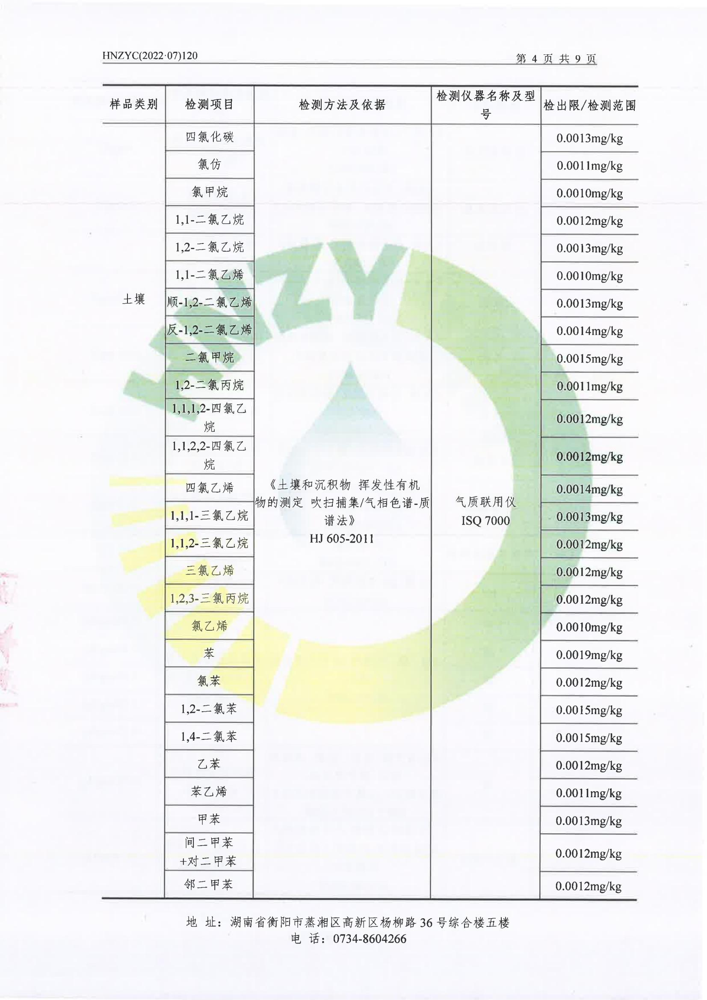 HNZYC(2022·07)120
第 4 页 共 9 页
样品类别 检测项目 检测方法及依据 检测仪器名称及型号 检出限/检测范围
四氯化碳 0.0013mg/kg
氯仿 0.0011mg/kg
氯甲烷 0.0010mg/kg
1,1-二氯乙烷 0.0012mg/kg
1,2-二氯乙烷 0.0013mg/kg
1,1-二氯乙烯 0.0010mg/kg
土壤
顺-1,2-二氯乙烯 0.0013mg/kg
反-1,2-二氯乙烯 0.0014mg/kg
二氯甲烷 0.0015mg/kg
1,2-二氯丙烷 0.0011mg/kg
1,1,1,2-四氯乙
烷
0.0012mg/kg
1,1,2,2-四氯乙
烷
0.0012mg/kg
四氯乙烯 0.0014mg/kg
《土壤和沉积物 挥发性有机
物的测定 吹扫捕集/气相色谱-质
谱法》
HJ 605-2011
气质联用仪
ISQ 7000
1,1,1-三氯乙烷 0.0013mg/kg
1,1,2-三氯乙烷 0.0012mg/kg
三氯乙烯 0.0012mg/kg
1,2,3-三氯丙烷 0.0012mg/kg
氯乙烯 0.0010mg/kg
苯 0.0019mg/kg
氯苯 0.0012mg/kg
1,2-二氯苯 0.0015mg/kg
1,4-二氯苯 0.0015mg/kg
乙苯 0.0012mg/kg
苯乙烯 0.0011mg/kg
甲苯 0.0013mg/kg
间二甲苯
+对二甲苯
0.0012mg/kg
邻二甲苯 0.0012mg/kg
HNZY
地 址：湖南省衡阳市蒸湘区高新区杨柳路 36 号综合楼五楼
电 话：0734-8604266